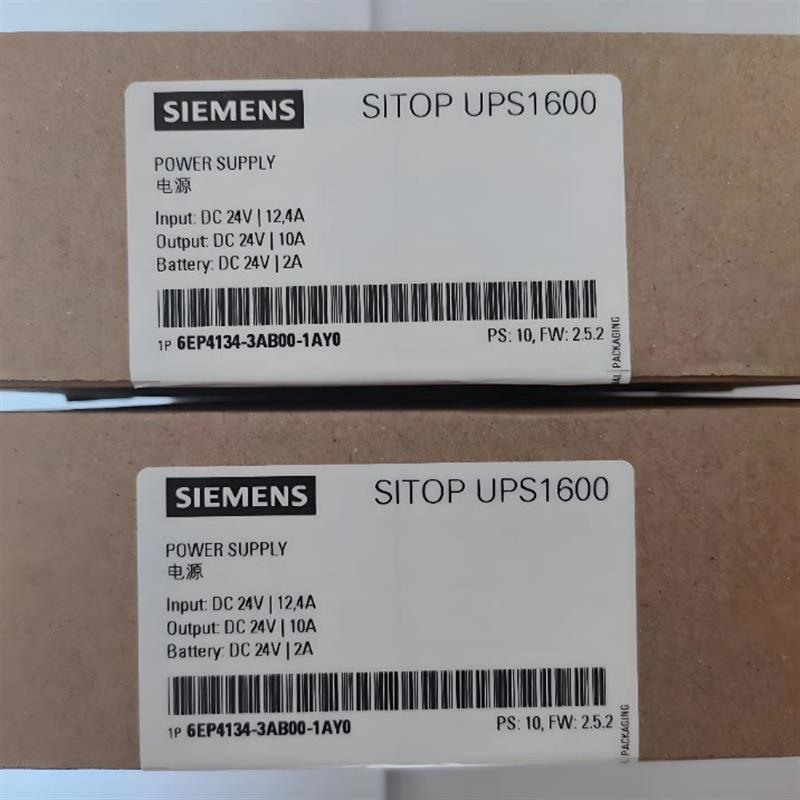 SIEMENS SITOP UPS1600
POWER SUPPLY
电源
Input: DC 24V | 12,4A
Output: DC 24V | 10A
Battery: DC 24V | 2A
1P 6EP4134-3AB00-1AY0 PS: 10, FW: 2.5.2
PACKAGING
SIEMENS SITOP UPS1600
POWER SUPPLY
电源
Input: DC 24V | 12,4A
Output: DC 24V | 10A
Battery: DC 24V | 2A
1P 6EP4134-3AB00-1AY0 PS: 10, FW: 2.5.2
PACKAGING